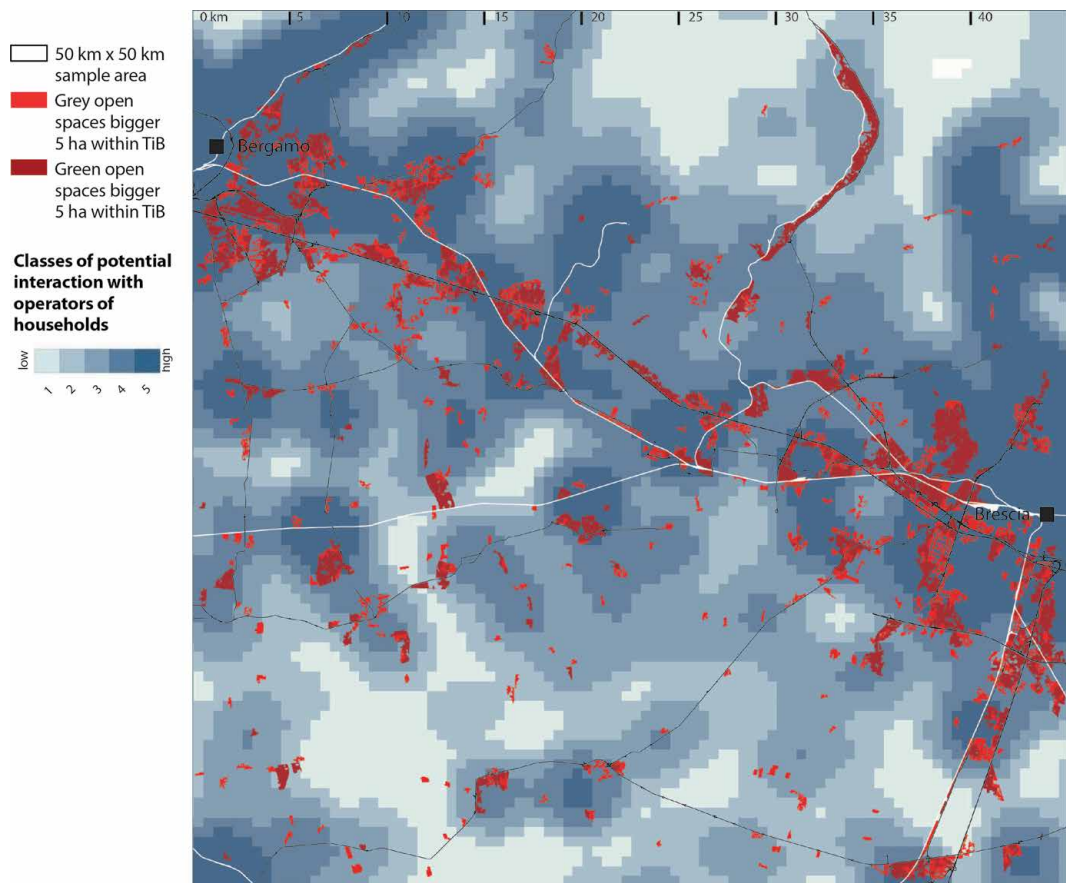 0 km 5 10 15 20 25 30 35 40
50 km x 50 km
sample area
Grey open
spaces bigger
5 ha within TiB
Green open
spaces bigger
5 ha within TiB
Classes of potential
interaction with
operators of
households
low
high
1 2 3 4 5
Bergamo
Brescia